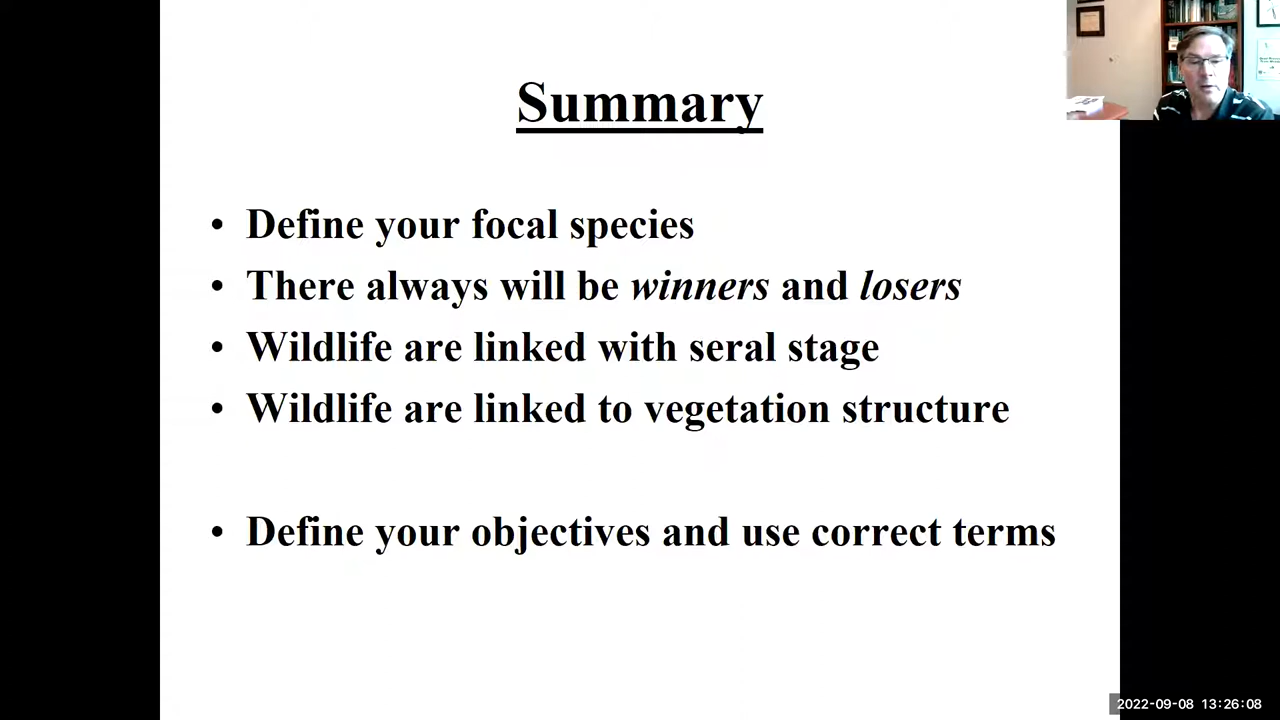 Summary
• Define your focal species
• There always will be winners and losers
• Wildlife are linked with seral stage
• Wildlife are linked to vegetation structure
• Define your objectives and use correct terms
2022-09-08 13:26:08